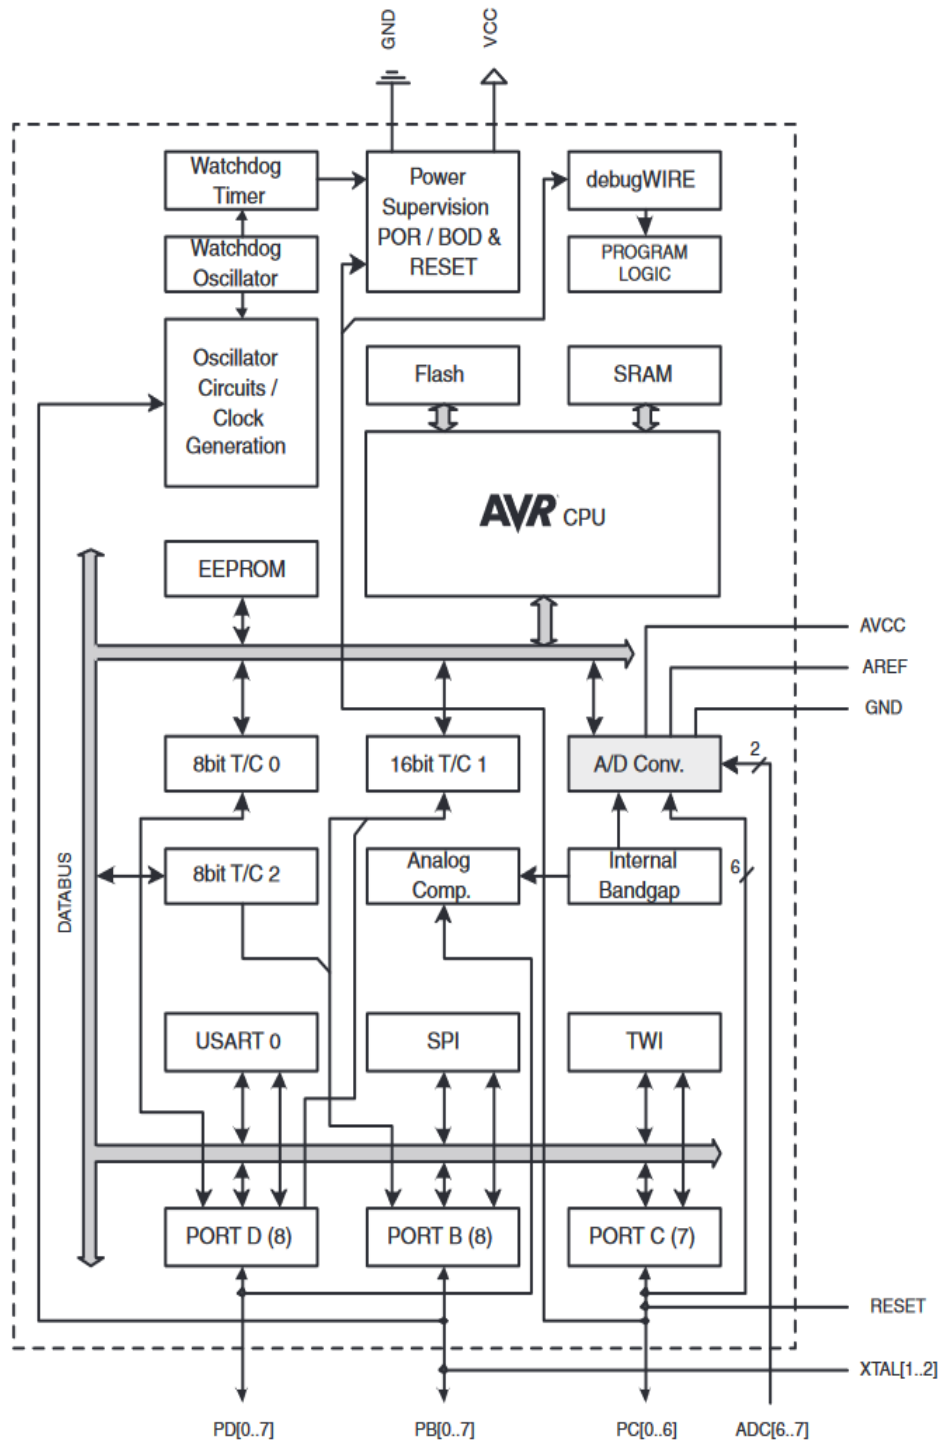 GND
VCC
Watchdog
Timer
Power
Supervision
POR / BOD &
RESET
debugWIRE
Watchdog
Oscillator
PROGRAM
LOGIC
Oscillator
Circuits /
Clock
Generation
Flash
SRAM
AVR CPU
EEPROM
AVCC
AREF
GND
8bit T/C 0
16bit T/C 1
A/D Conv.
2
8bit T/C 2
Analog
Comp.
Internal
Bandgap
6
DATABUS
USART 0
SPI
TWI
PORT D (8)
PORT B (8)
PORT C (7)
RESET
XTAL[1..2]
PD[0..7]
PB[0..7]
PC[0..6]
ADC[6..7]